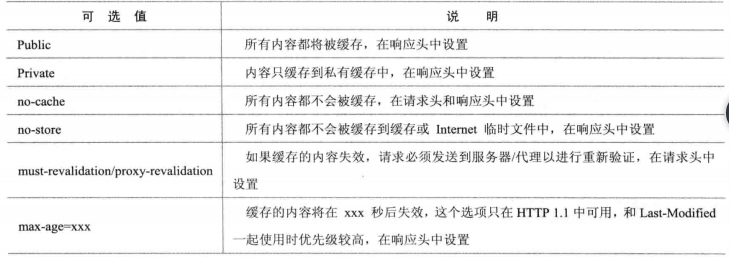 可 选 值 说 明
Public 所有内容都将被缓存，在响应头中设置
Private 内容只缓存到私有缓存中，在响应头中设置
no-cache 所有内容都不会被缓存，在请求头和响应头中设置
no-store 所有内容都不会被缓存到缓存或 Internet 临时文件中，在响应头中设置
must-revalidation/proxy-revalidation 如果缓存的内容失效，请求必须发送到服务器/代理以进行重新验证，在请求头中
设置
max-age=xxx 缓存的内容将在 xxx 秒后失效，这个选项只在 HTTP 1.1 中可用，和 Last-Modified
一起使用时优先级较高，在响应头中设置